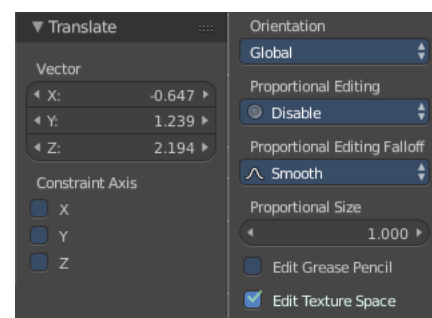 Translate
Vector
X: -0.647
Y: 1.239
Z: 2.194
Constraint Axis
X
Y
Z
Orientation
Global
Proportional Editing
Disable
Proportional Editing Falloff
Smooth
Proportional Size
1.000
Edit Grease Pencil
Edit Texture Space